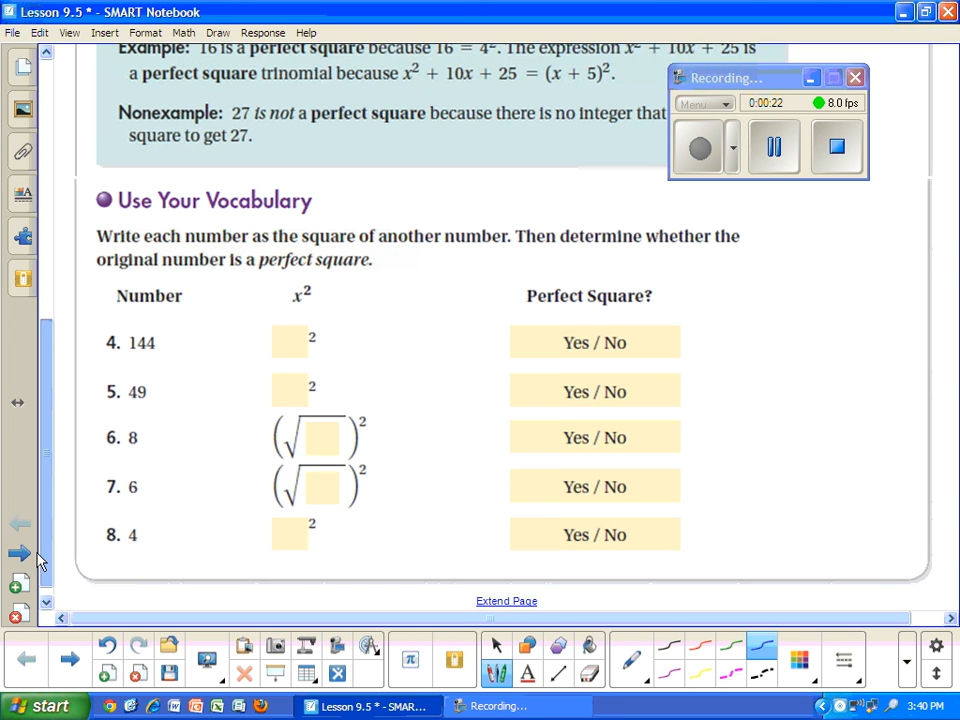 Lesson 9.5 * - SMART Notebook
File Edit View Insert Format Math Draw Response Help
Example: 16 is a perfect square because 16 = 4². The expression x² + 10x + 25 is
a perfect square trinomial because x² + 10x + 25 = (x + 5)².
Nonexample: 27 is not a perfect square because there is no integer that
square to get 27.
Recording...
Menu
0:00:22
8.0 fps
Use Your Vocabulary
Write each number as the square of another number. Then determine whether the
original number is a perfect square.
Number x² Perfect Square?
4. 144 ² Yes / No
5. 49 ² Yes / No
6. 8 (√ )² Yes / No
7. 6 (√ )² Yes / No
8. 4 ² Yes / No
Extend Page
start
Lesson 9.5 * - SMAR...
Recording...
3:40 PM